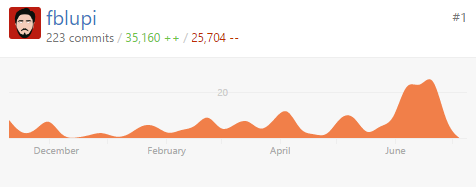 fblupi
#1
223 commits / 35,160 ++ / 25,704 --
20
December
February
April
June